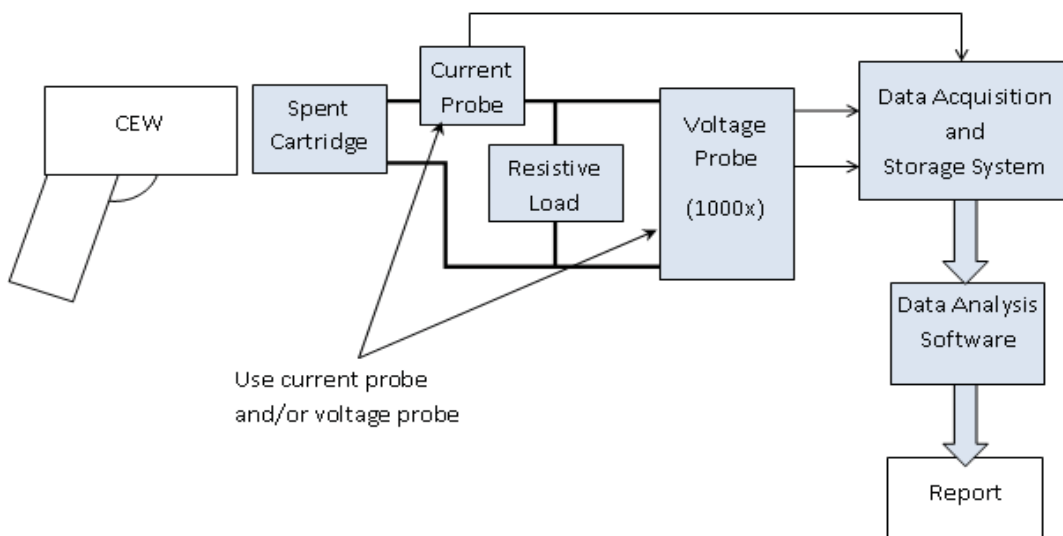 CEW
Spent
Cartridge
Current
Probe
Resistive
Load
Voltage
Probe
(1000x)
Data Acquisition
and
Storage System
Data Analysis
Software
Report
Use current probe
and/or voltage probe